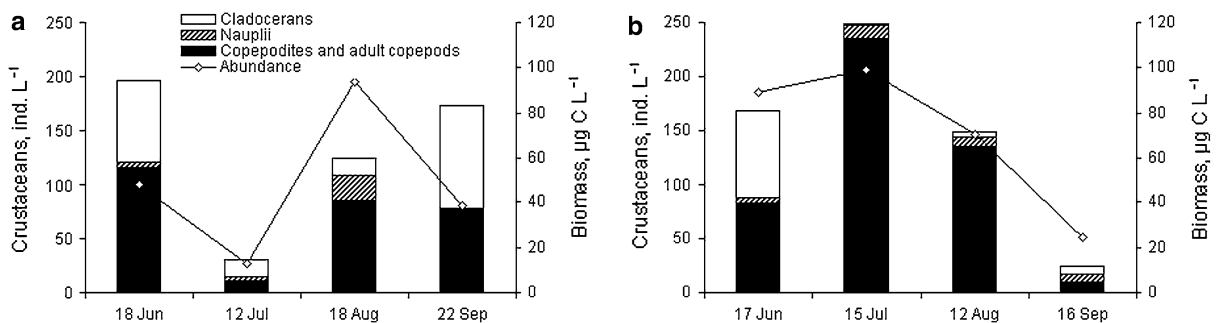 a
Cladocerans
Nauplii
Copepodites and adult copepods
Abundance
Crustaceans, ind. L⁻¹
250
200
150
100
50
0
Biomass, µg C L⁻¹
120
100
80
60
40
20
0
18 Jun 12 Jul 18 Aug 22 Sep
b
Crustaceans, ind. L⁻¹
250
200
150
100
50
0
Biomass, µg C L⁻¹
120
100
80
60
40
20
0
17 Jun 15 Jul 12 Aug 16 Sep